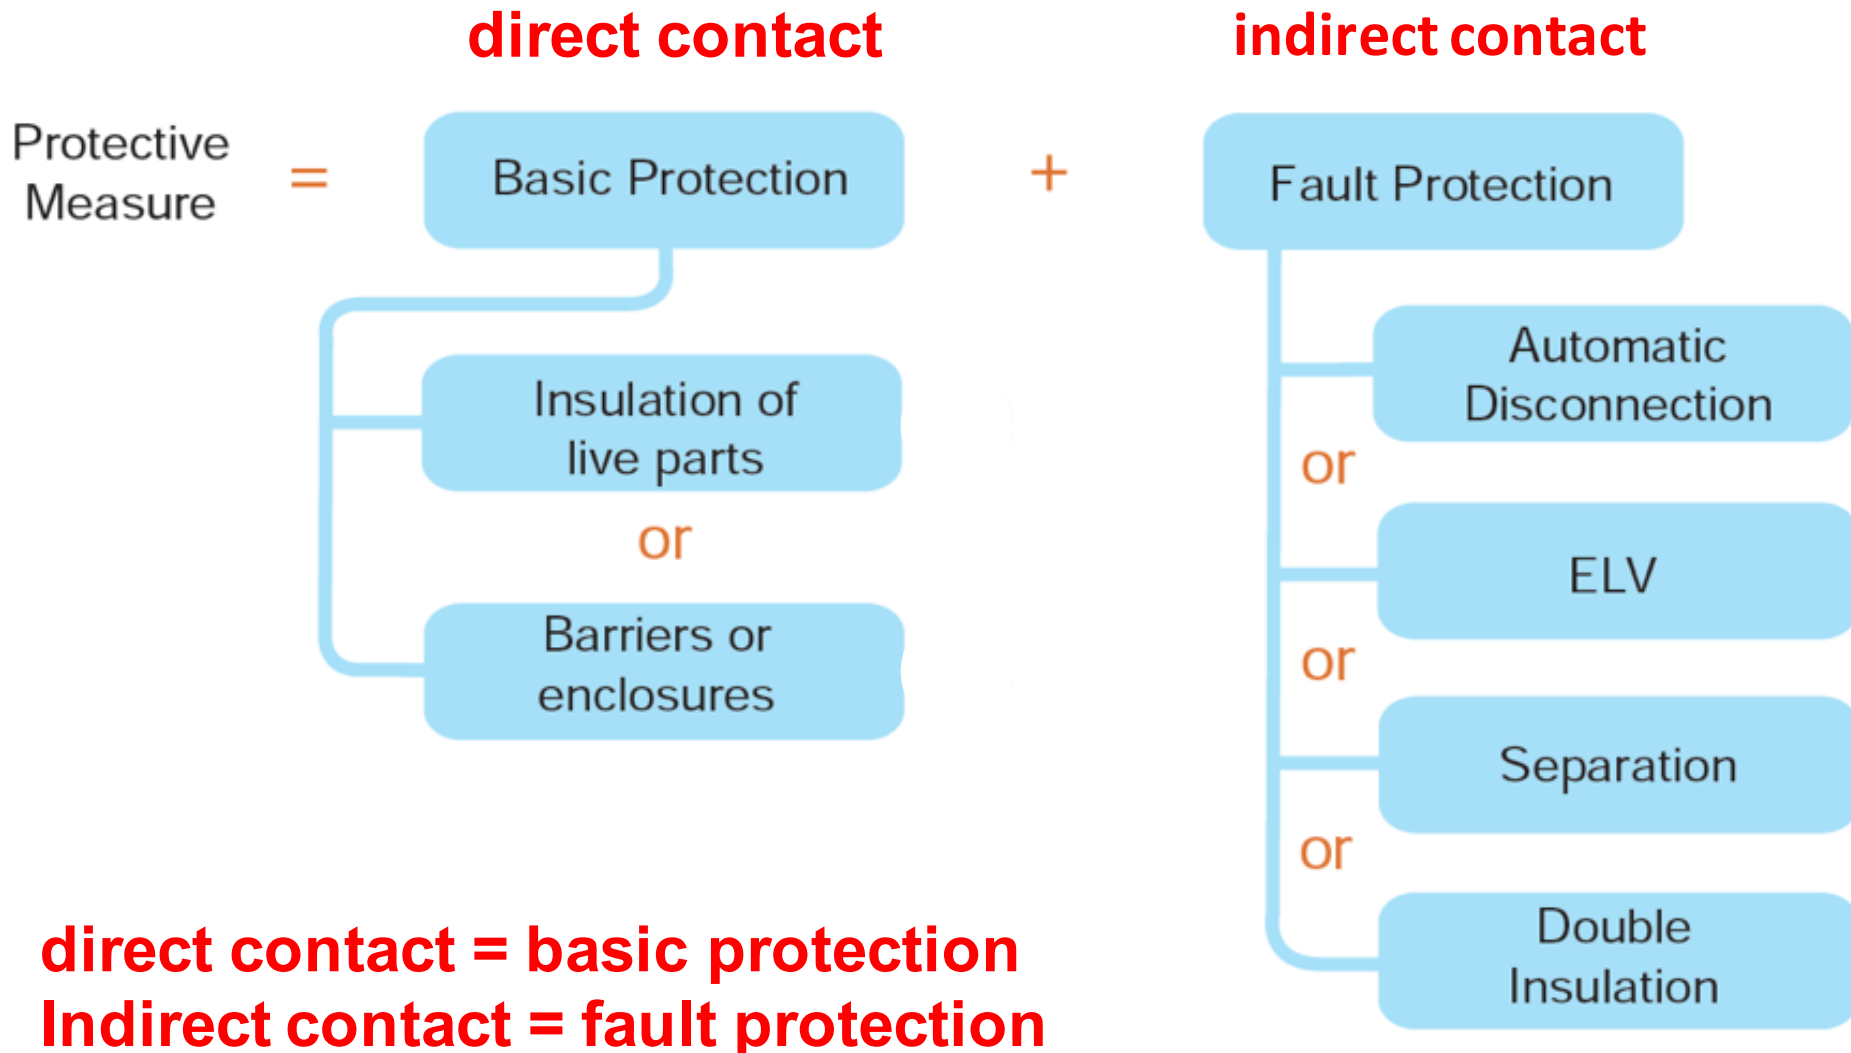 direct contact
indirect contact
Protective
Measure
=
Basic Protection
+
Fault Protection
Insulation of
live parts
or
Barriers or
enclosures
Automatic
Disconnection
or
ELV
or
Separation
or
Double
Insulation
direct contact = basic protection
Indirect contact = fault protection